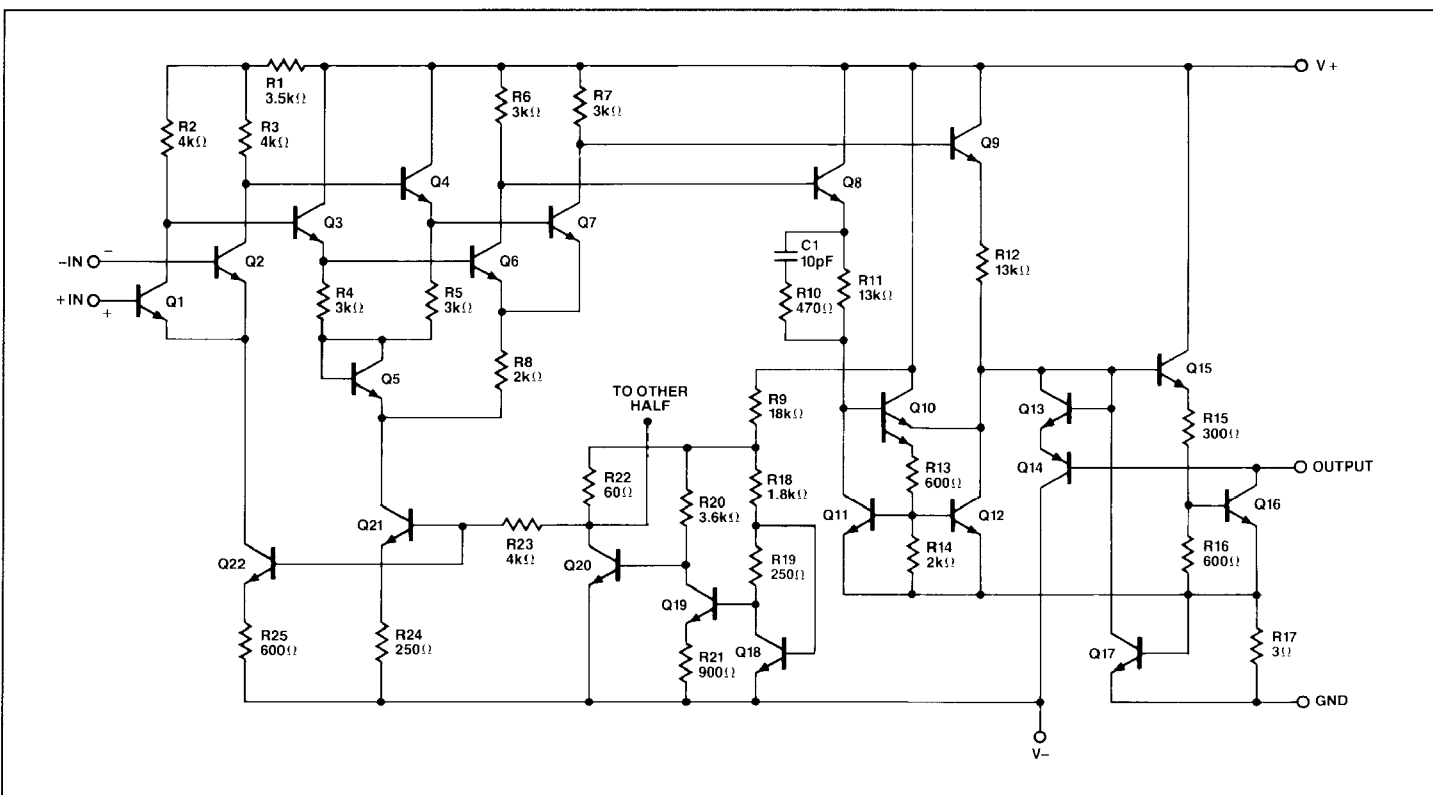 R1
3.5kΩ
V+
R2
4kΩ
R3
4kΩ
R6
3kΩ
R7
3kΩ
Q9
Q4
Q8
Q3
Q7
-IN
−
Q2
Q6
+IN
+
Q1
R4
3kΩ
R5
3kΩ
C1
10pF
R10
470Ω
R11
13kΩ
R12
13kΩ
R8
2kΩ
Q5
TO OTHER
HALF
R9
18kΩ
Q10
Q13
Q15
R15
300Ω
Q14
OUTPUT
R22
60Ω
R20
3.6kΩ
R18
1.8kΩ
R13
600Ω
Q16
Q21
R23
4kΩ
Q11
Q12
Q22
Q20
R19
250Ω
R14
2kΩ
R16
600Ω
Q19
R25
600Ω
R24
250Ω
R21
900Ω
Q18
Q17
R17
3Ω
GND
V-